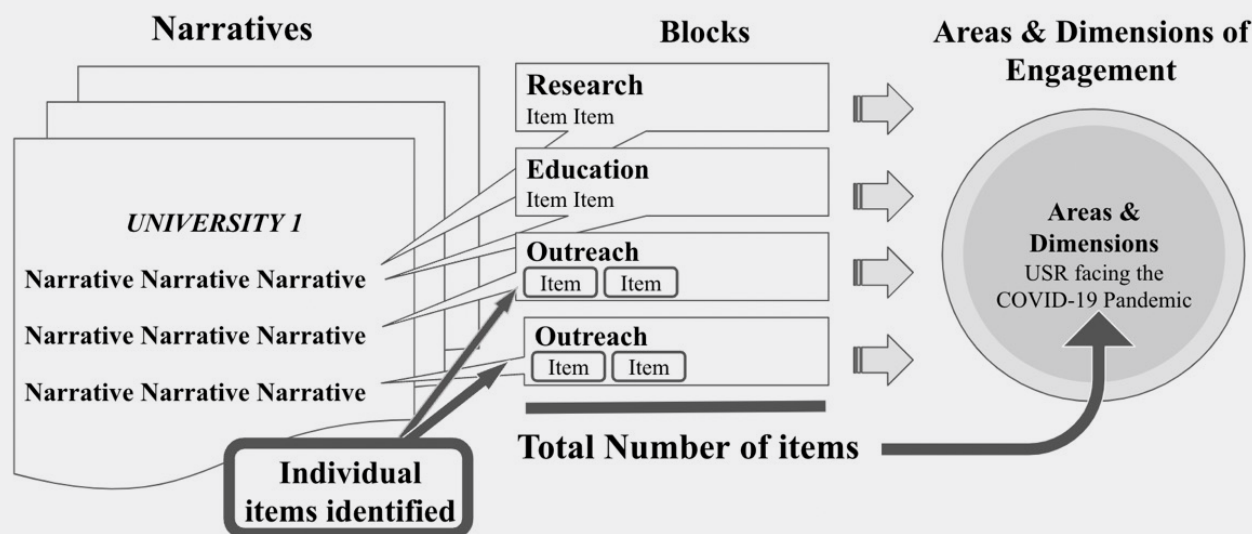 Narratives
Blocks
Areas & Dimensions of
Engagement
UNIVERSITY 1
Narrative Narrative Narrative
Narrative Narrative Narrative
Narrative Narrative Narrative
Individual
items identified
Research
Item Item
Education
Item Item
Outreach
Item Item
Outreach
Item Item
Total Number of items
Areas &
Dimensions
USR facing the
COVID-19 Pandemic